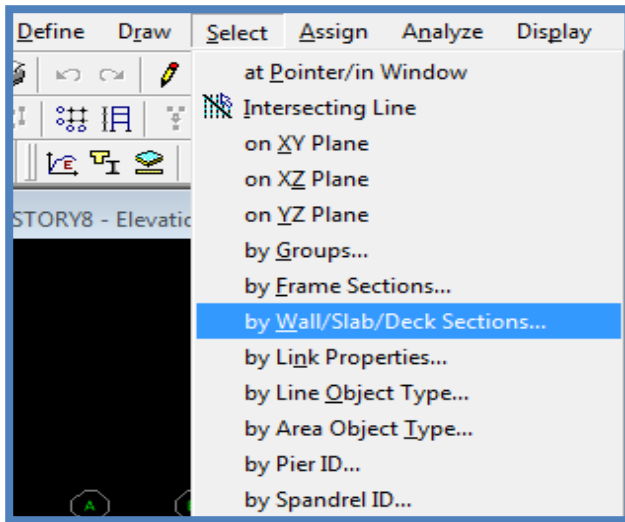 Define Draw Select Assign Analyze Display
at Pointer/in Window
Intersecting Line
on XY Plane
on XZ Plane
on YZ Plane
by Groups...
by Frame Sections...
by Wall/Slab/Deck Sections...
by Link Properties...
by Line Object Type...
by Area Object Type...
by Pier ID...
by Spandrel ID...
E
STORY8 - Elevatio
A